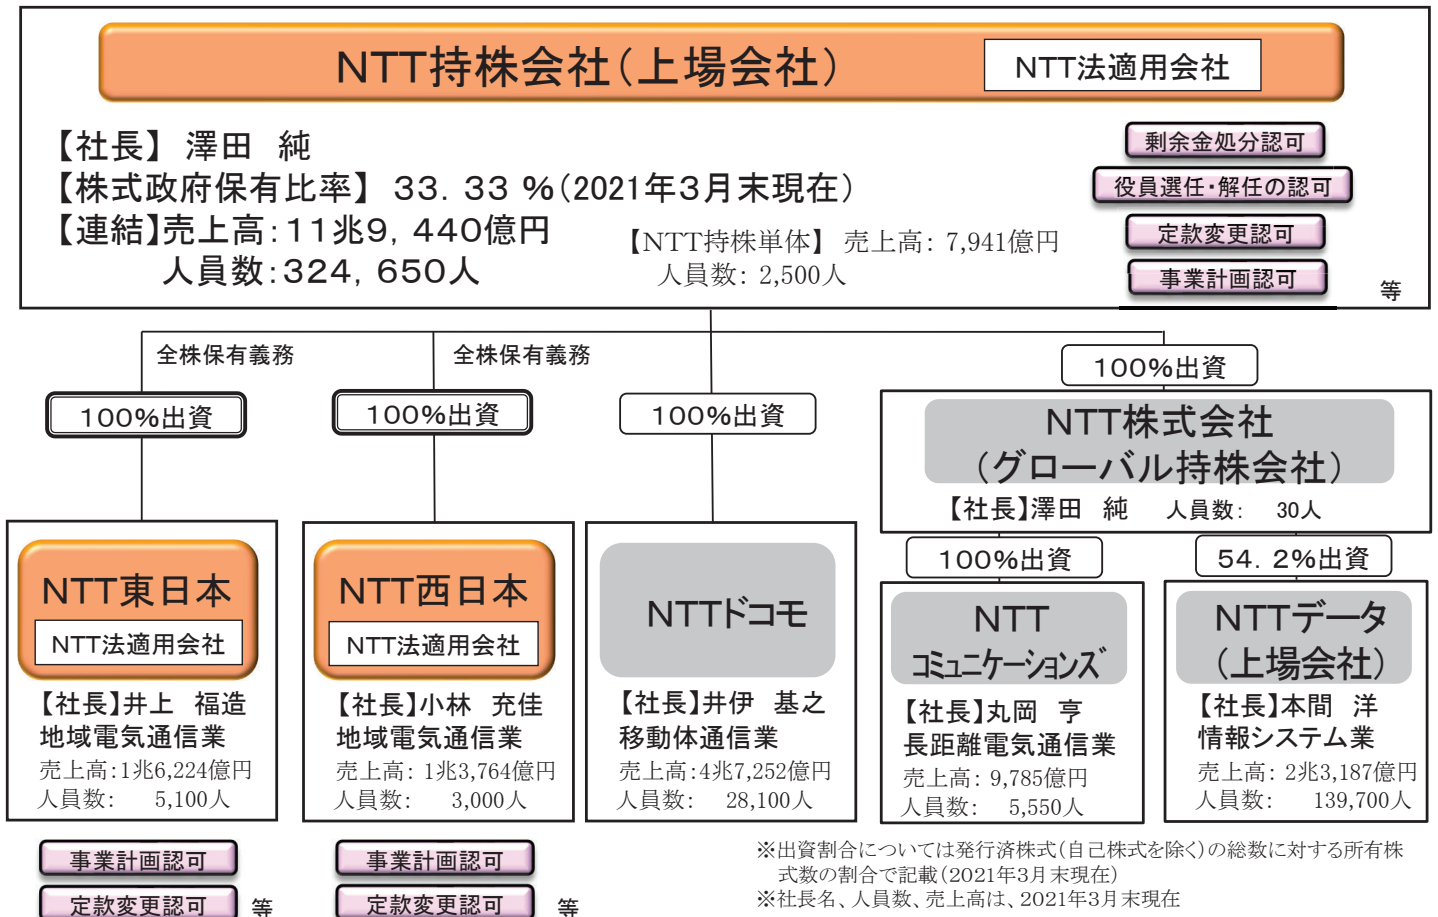 NTT持株会社（上場会社）
NTT法適用会社
【社長】 澤田　純
【株式政府保有比率】 33. 33 %（2021年3月末現在）
【連結】売上高：11兆9, 440億円
人員数：324, 650人
【NTT持株単体】 売上高： 7,941億円
人員数： 2,500人
剰余金処分認可
役員選任・解任の認可
定款変更認可
事業計画認可
等
全株保有義務
全株保有義務
100%出資
100%出資
100%出資
100%出資
NTT株式会社
（グローバル持株会社）
【社長】澤田　純　人員数：　30人
100%出資
54. 2%出資
NTT東日本
NTT法適用会社
【社長】井上　福造
地域電気通信業
売上高：1兆6,224億円
人員数：　5,100人
事業計画認可
定款変更認可
等
NTT西日本
NTT法適用会社
【社長】小林　充佳
地域電気通信業
売上高： 1兆3,764億円
人員数：　3,000人
事業計画認可
定款変更認可
等
NTTドコモ
【社長】井伊　基之
移動体通信業
売上高：4兆7,252億円
人員数：　28,100人
NTT
コミュニケーションズ
【社長】丸岡　亨
長距離電気通信業
売上高： 9,785億円
人員数：　5,550人
NTTデータ
（上場会社）
【社長】本間　洋
情報システム業
売上高： 2兆3,187億円
人員数：　139,700人
※出資割合については発行済株式（自己株式を除く）の総数に対する所有株
式数の割合で記載（2021年3月末現在）
※社長名、人員数、売上高は、2021年3月末現在